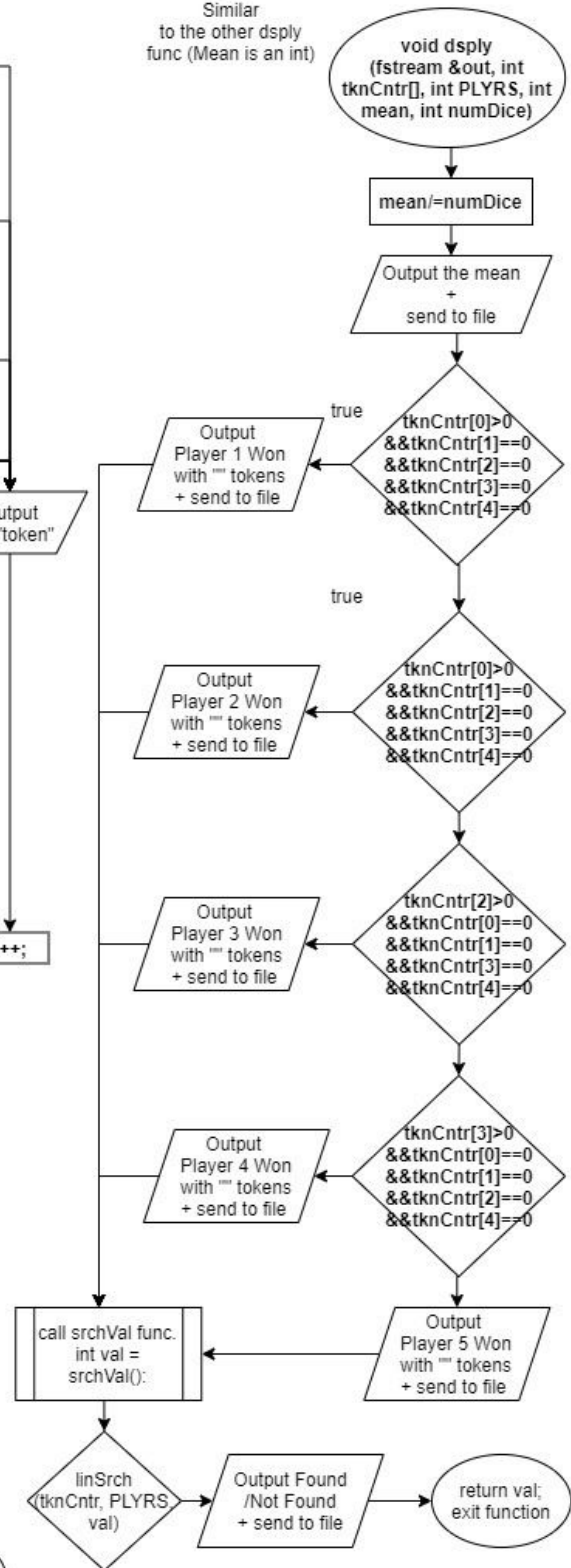 Similar
to the other dsply
func (Mean is an int)
void dsply
(fstream &out, int
tknCntr[], int PLYRS, int
mean, int numDice)
mean/=numDice
Output the mean
+
send to file
true
tknCntr[0]>0
&&tknCntr[1]==0
&&tknCntr[2]==0
&&tknCntr[3]==0
&&tknCntr[4]==0
Output
Player 1 Won
with "" tokens
+ send to file
utput
"token"
true
tknCntr[0]>0
&&tknCntr[1]==0
&&tknCntr[2]==0
&&tknCntr[3]==0
&&tknCntr[4]==0
Output
Player 2 Won
with "" tokens
+ send to file
tknCntr[2]>0
&&tknCntr[0]==0
&&tknCntr[1]==0
&&tknCntr[3]==0
&&tknCntr[4]==0
Output
Player 3 Won
with "" tokens
+ send to file
++;
tknCntr[3]>0
&&tknCntr[0]==0
&&tknCntr[1]==0
&&tknCntr[2]==0
&&tknCntr[4]==0
Output
Player 4 Won
with "" tokens
+ send to file
Output
Player 5 Won
with "" tokens
+ send to file
call srchVal func.
int val =
srchVal():
linSrch
(tknCntr, PLYRS,
val)
Output Found
/Not Found
+ send to file
return val;
exit function